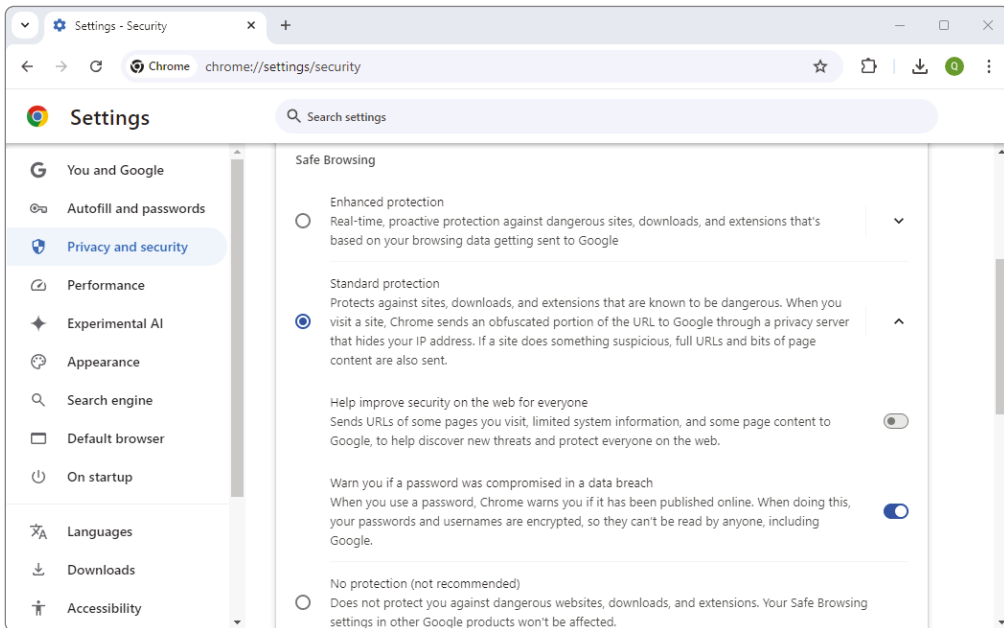 Settings - Security
Chrome chrome://settings/security Q
Settings
Search settings
You and Google
Autofill and passwords
Privacy and security
Performance
Experimental AI
Appearance
Search engine
Default browser
On startup
Languages
Downloads
Accessibility
Safe Browsing
Enhanced protection
Real-time, proactive protection against dangerous sites, downloads, and extensions that's
based on your browsing data getting sent to Google
Standard protection
Protects against sites, downloads, and extensions that are known to be dangerous. When you
visit a site, Chrome sends an obfuscated portion of the URL to Google through a privacy server
that hides your IP address. If a site does something suspicious, full URLs and bits of page
content are also sent.
Help improve security on the web for everyone
Sends URLs of some pages you visit, limited system information, and some page content to
Google, to help discover new threats and protect everyone on the web.
Warn you if a password was compromised in a data breach
When you use a password, Chrome warns you if it has been published online. When doing this,
your passwords and usernames are encrypted, so they can't be read by anyone, including
Google.
No protection (not recommended)
Does not protect you against dangerous websites, downloads, and extensions. Your Safe Browsing
settings in other Google products won't be affected.